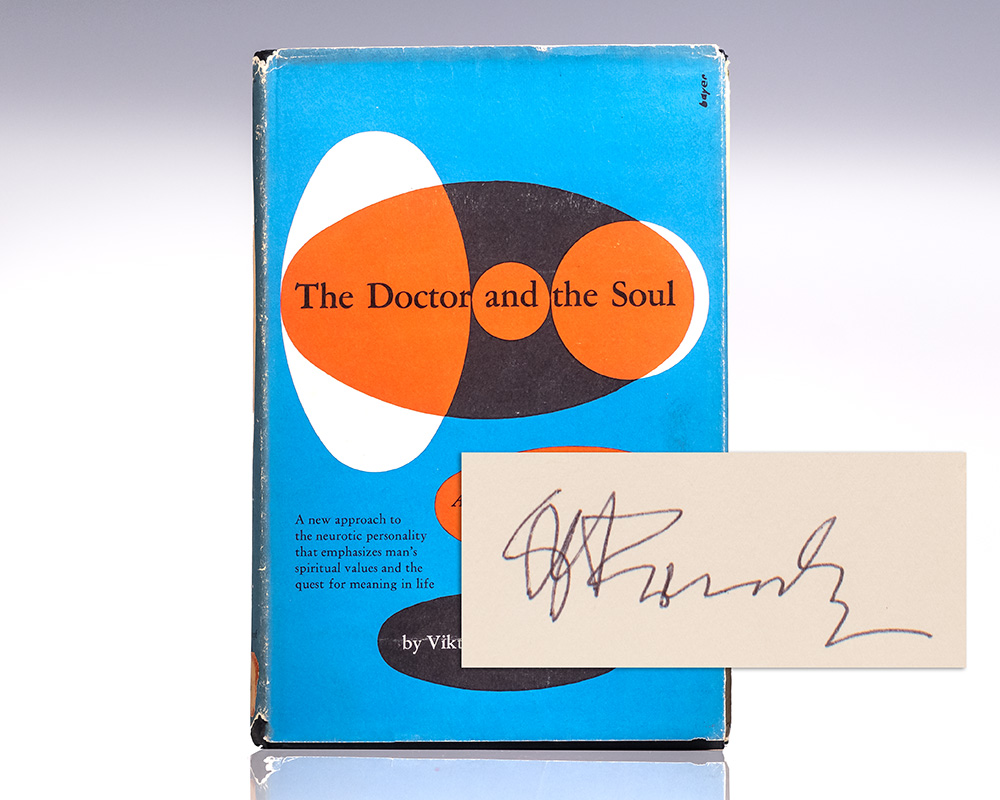 bayer
The Doctor and the Soul
A
A new approach to
the neurotic personality
that emphasizes man's
spiritual values and the
quest for meaning in life
by Vikt